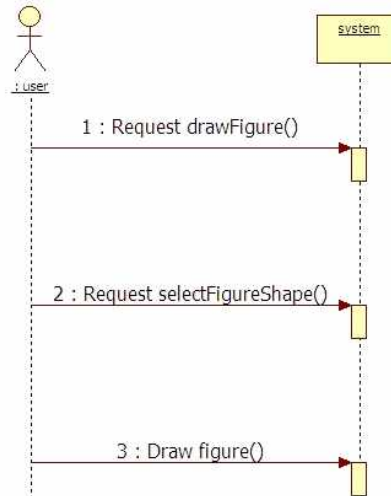 system
: user
1 : Request drawFigure()
2 : Request selectFigureShape()
3 : Draw figure()